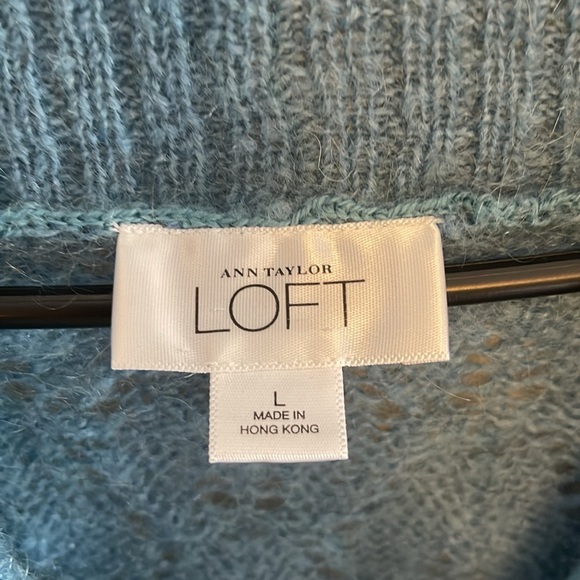 ANN TAYLOR
LOFT
L
MADE IN
HONG KONG